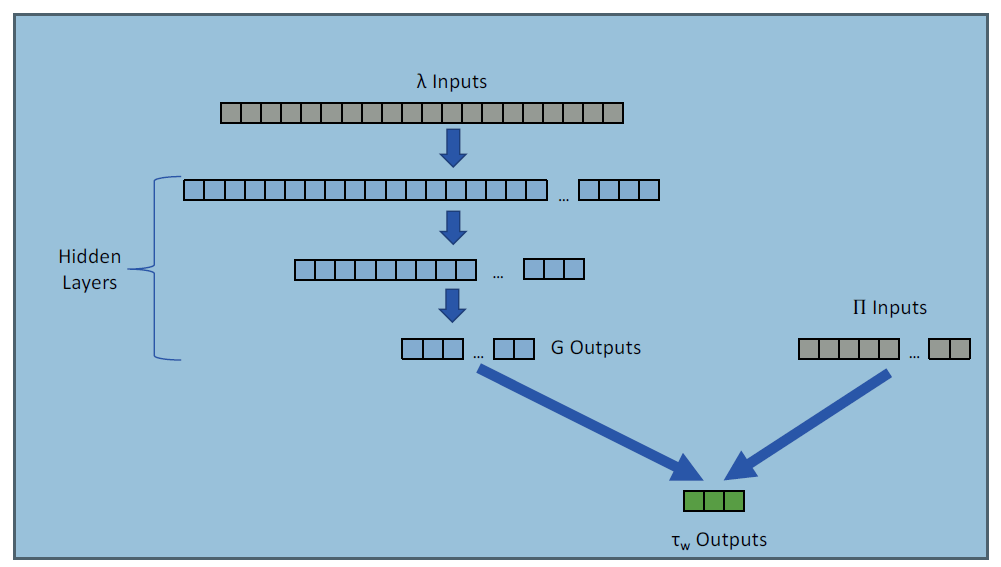 λ Inputs
...
Hidden
Layers
...
Π Inputs
... G Outputs
...
τw Outputs